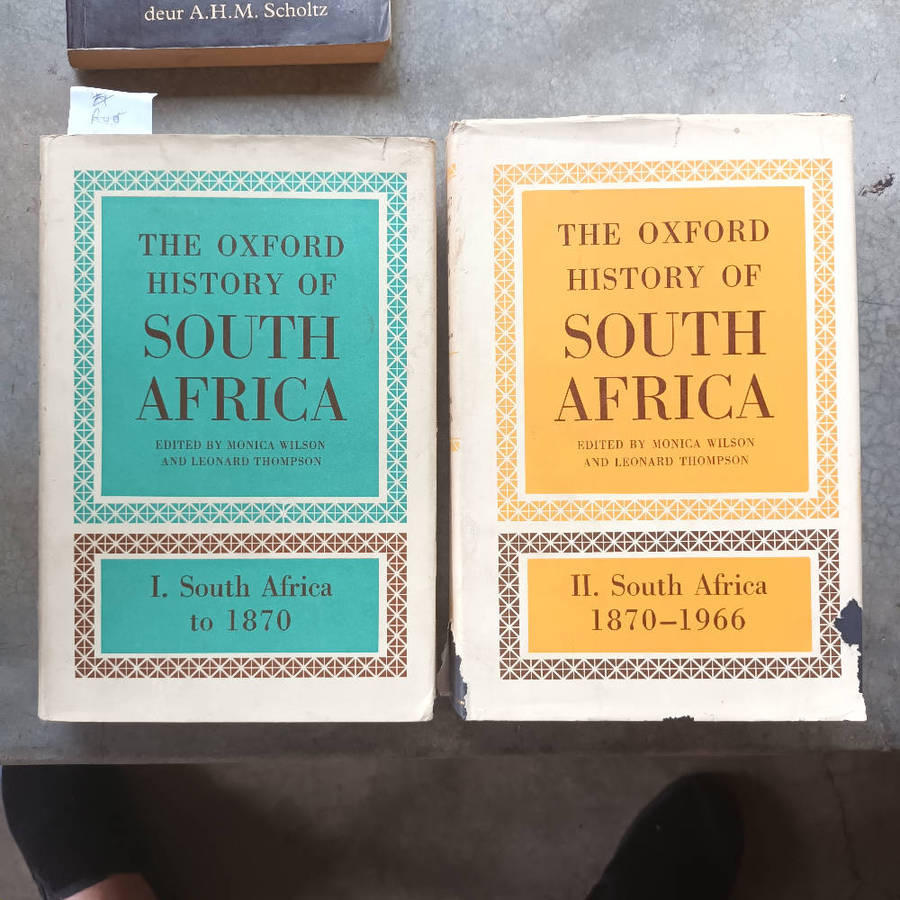 deur A.H.M. Scholtz
THE OXFORD
HISTORY OF
SOUTH
AFRICA
EDITED BY MONICA WILSON
AND LEONARD THOMPSON
I. South Africa
to 1870
THE OXFORD
HISTORY OF
SOUTH
AFRICA
EDITED BY MONICA WILSON
AND LEONARD THOMPSON
II. South Africa
1870–1966